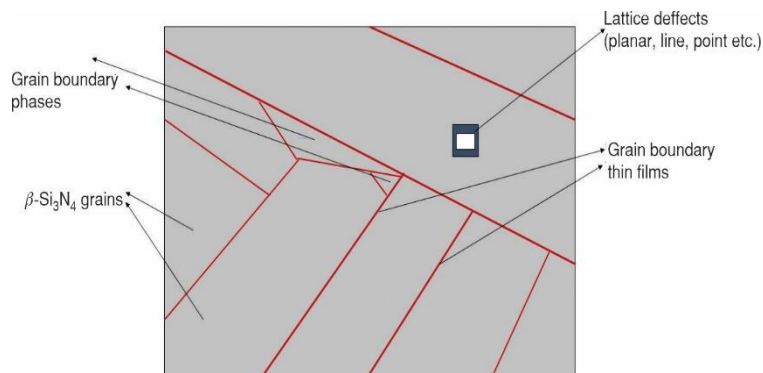 Lattice deffects
(planar, line, point etc.)
Grain boundary
phases
Grain boundary
thin films
β-Si₃N₄ grains